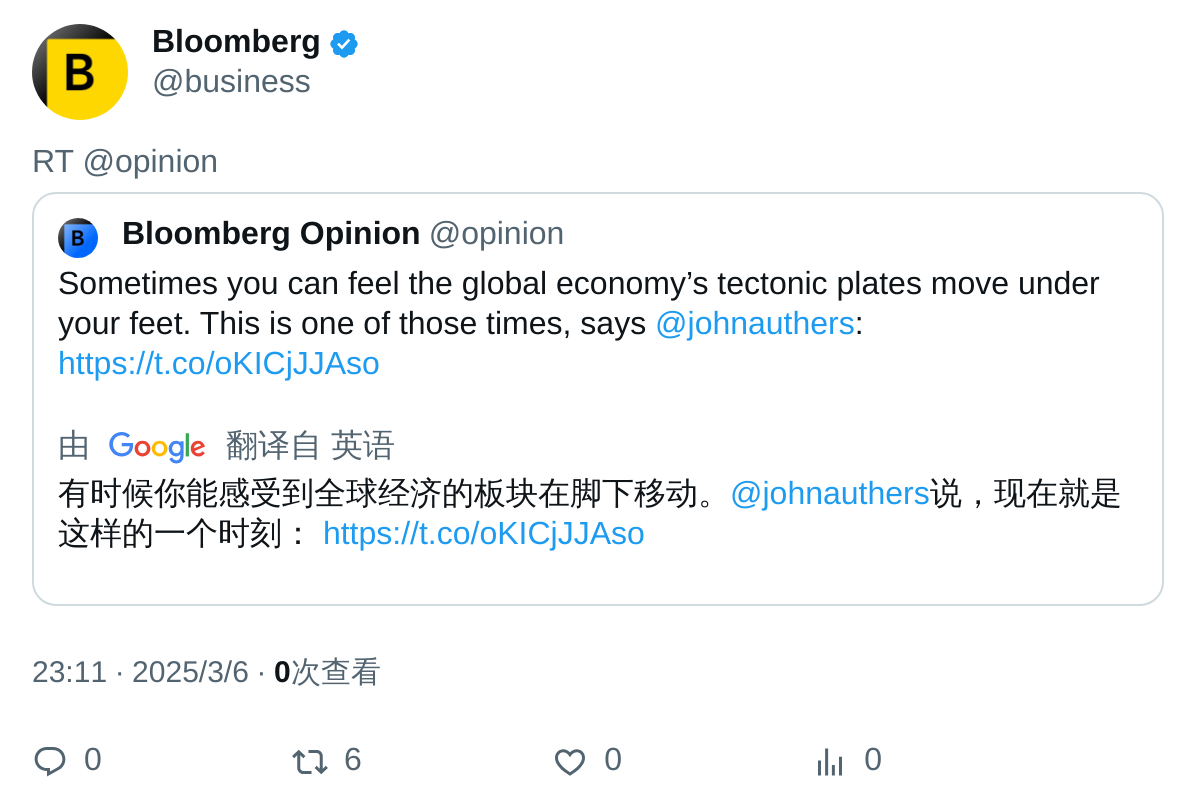 Bloomberg
@business
RT @opinion
B Bloomberg Opinion @opinion
Sometimes you can feel the global economy’s tectonic plates move under
your feet. This is one of those times, says @johnauthers:
https://t.co/oKICjJJAso
由 Google 翻译自 英语
有时候你能感受到全球经济的板块在脚下移动。@johnauthers说，现在就是
这样的一个时刻： https://t.co/oKICjJJAso
23:11 · 2025/3/6 · 0次查看
0 6 0 0